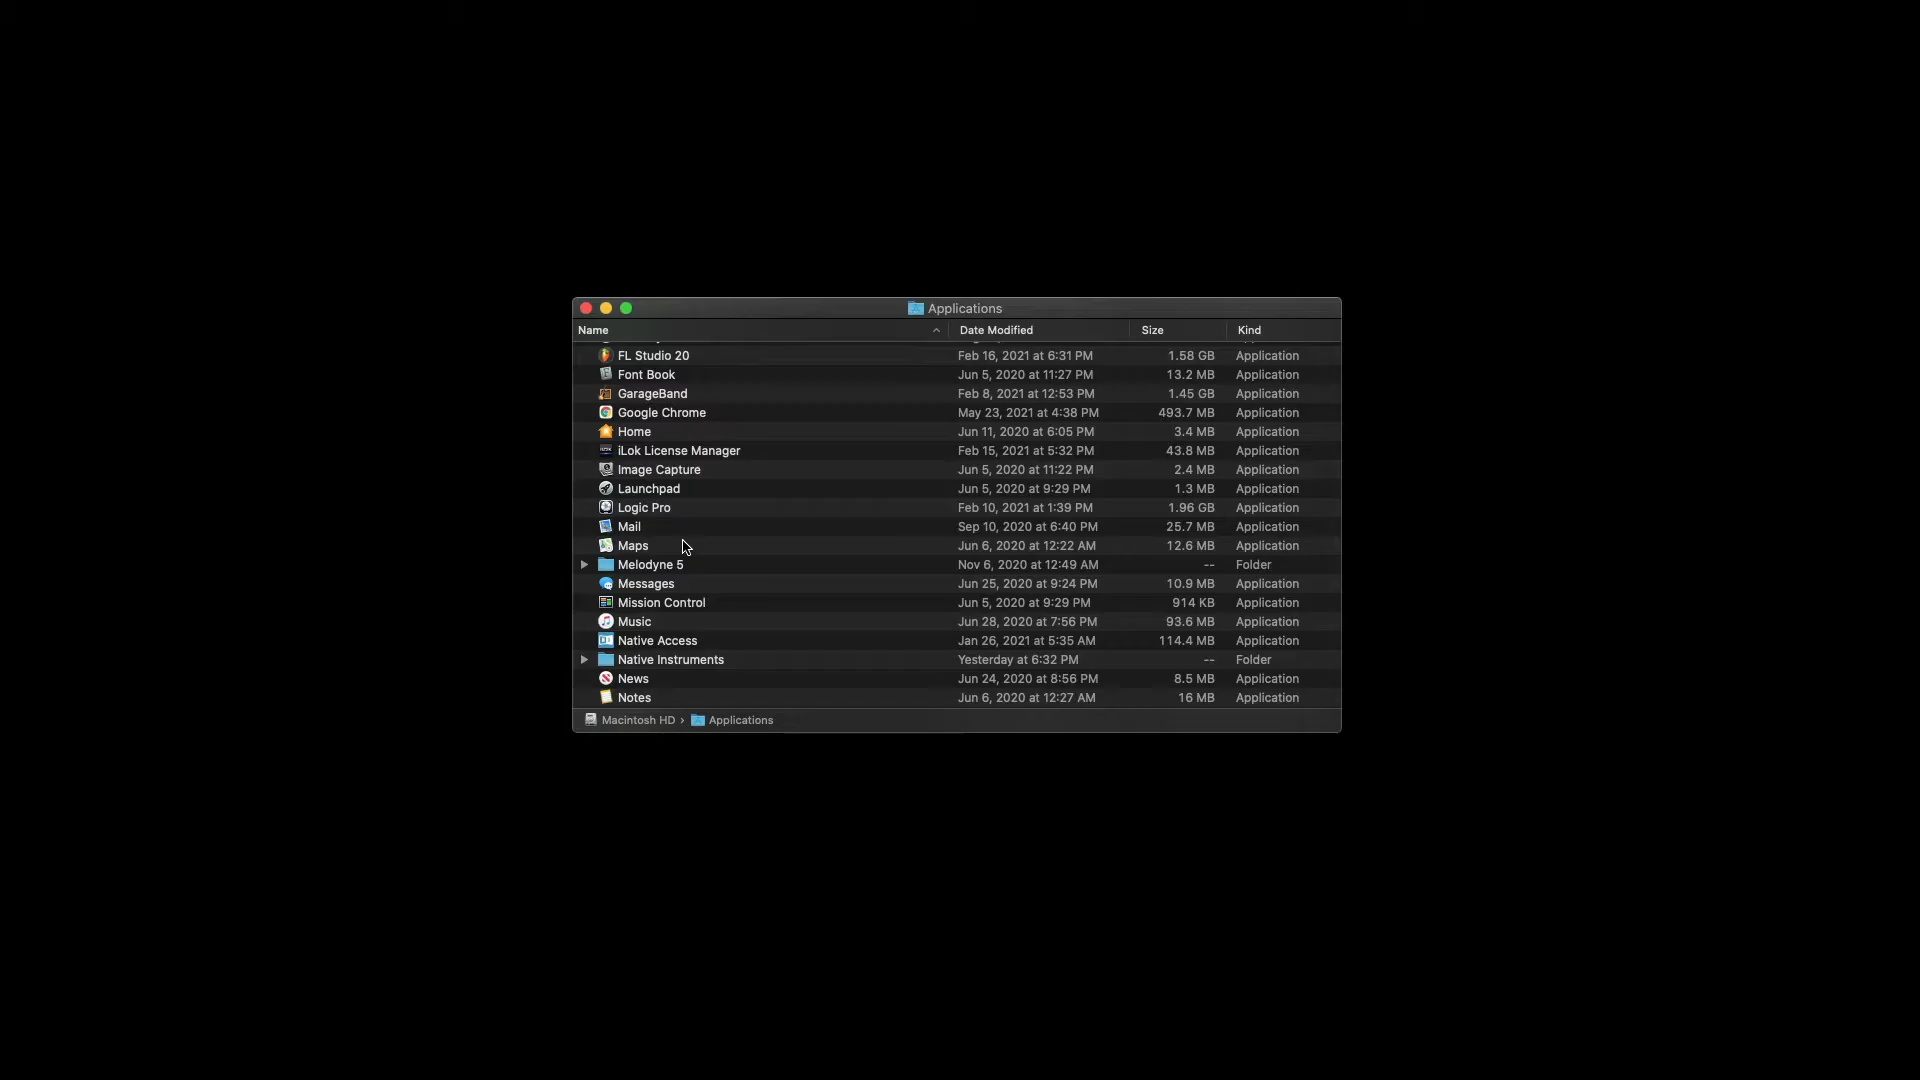 Applications
Name Date Modified Size Kind
FL Studio 20 Feb 16, 2021 at 6:31 PM 1.58 GB Application
Font Book Jun 5, 2020 at 11:27 PM 13.2 MB Application
GarageBand Feb 8, 2021 at 12:53 PM 1.45 GB Application
Google Chrome May 23, 2021 at 4:38 PM 493.7 MB Application
Home Jun 11, 2020 at 6:05 PM 3.4 MB Application
iLok License Manager Feb 15, 2021 at 5:32 PM 43.8 MB Application
Image Capture Jun 5, 2020 at 11:22 PM 2.4 MB Application
Launchpad Jun 5, 2020 at 9:29 PM 1.3 MB Application
Logic Pro Feb 10, 2021 at 1:39 PM 1.96 GB Application
Mail Sep 10, 2020 at 6:40 PM 25.7 MB Application
Maps Jun 6, 2020 at 12:22 AM 12.6 MB Application
Melodyne 5 Nov 6, 2020 at 12:49 AM -- Folder
Messages Jun 25, 2020 at 9:24 PM 10.9 MB Application
Mission Control Jun 5, 2020 at 9:29 PM 914 KB Application
Music Jun 28, 2020 at 7:56 PM 93.6 MB Application
Native Access Jan 26, 2021 at 5:35 AM 114.4 MB Application
Native Instruments Yesterday at 6:32 PM -- Folder
News Jun 24, 2020 at 8:56 PM 8.5 MB Application
Notes Jun 6, 2020 at 12:27 AM 16 MB Application
Macintosh HD › Applications